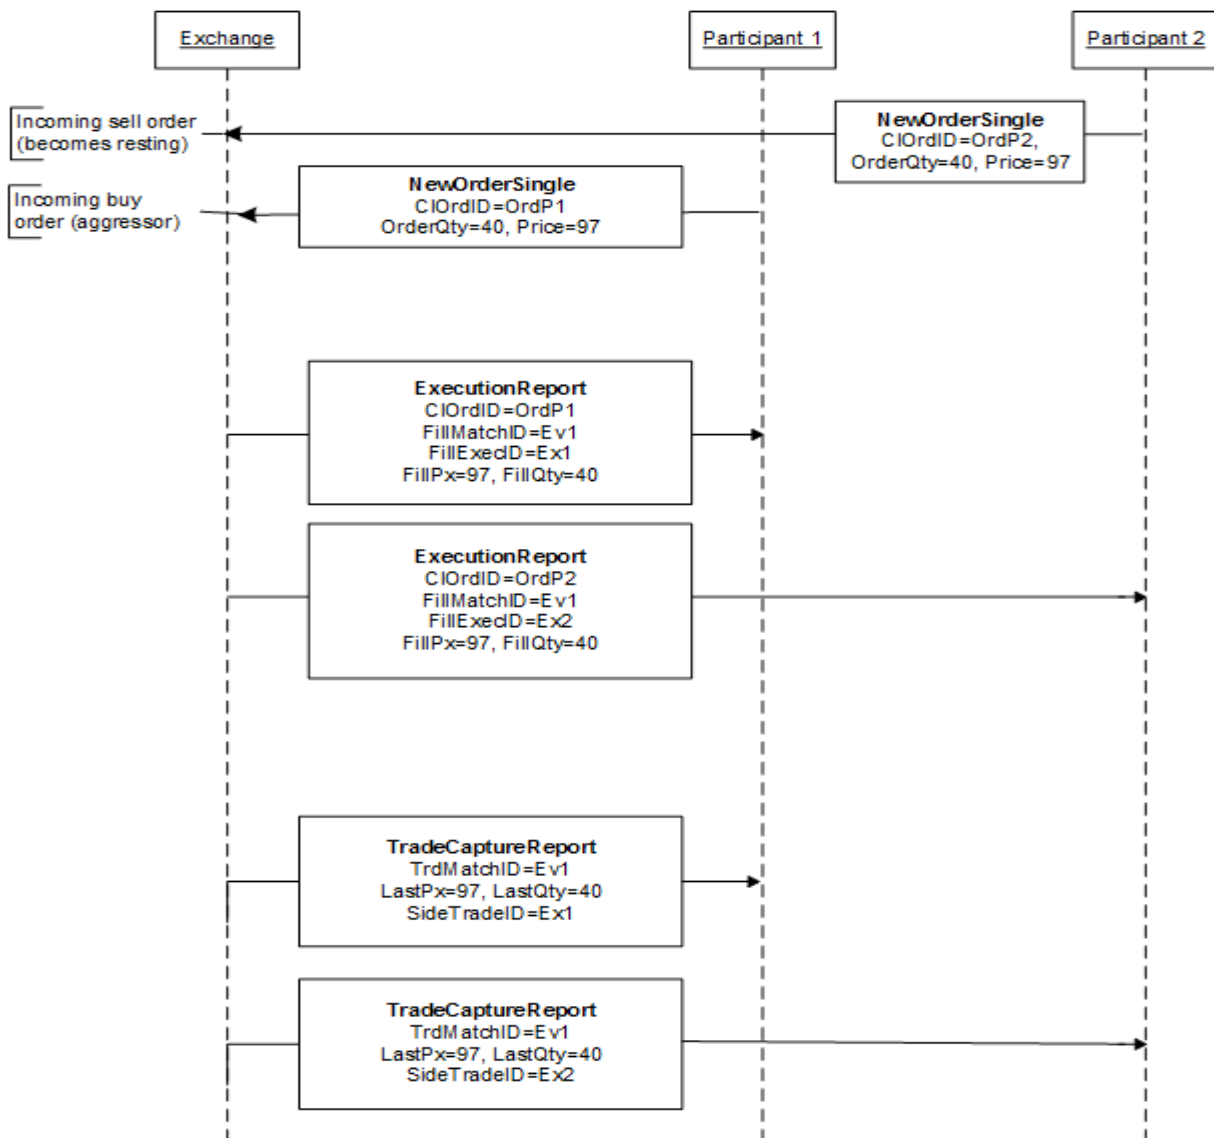 Exchange
Participant 1
Participant 2
Incoming sell order
(becomes resting)
NewOrderSingle
ClOrdID=OrdP2,
OrderQty=40, Price=97
Incoming buy
order (aggressor)
NewOrderSingle
ClOrdID=OrdP1
OrderQty=40, Price=97
ExecutionReport
ClOrdID=OrdP1
FillMatchID=Ev1
FillExecID=Ex1
FillPx=97, FillQty=40
ExecutionReport
ClOrdID=OrdP2
FillMatchID=Ev1
FillExecID=Ex2
FillPx=97, FillQty=40
TradeCaptureReport
TrdMatchID=Ev1
LastPx=97, LastQty=40
SideTradeID=Ex1
TradeCaptureReport
TrdMatchID=Ev1
LastPx=97, LastQty=40
SideTradeID=Ex2